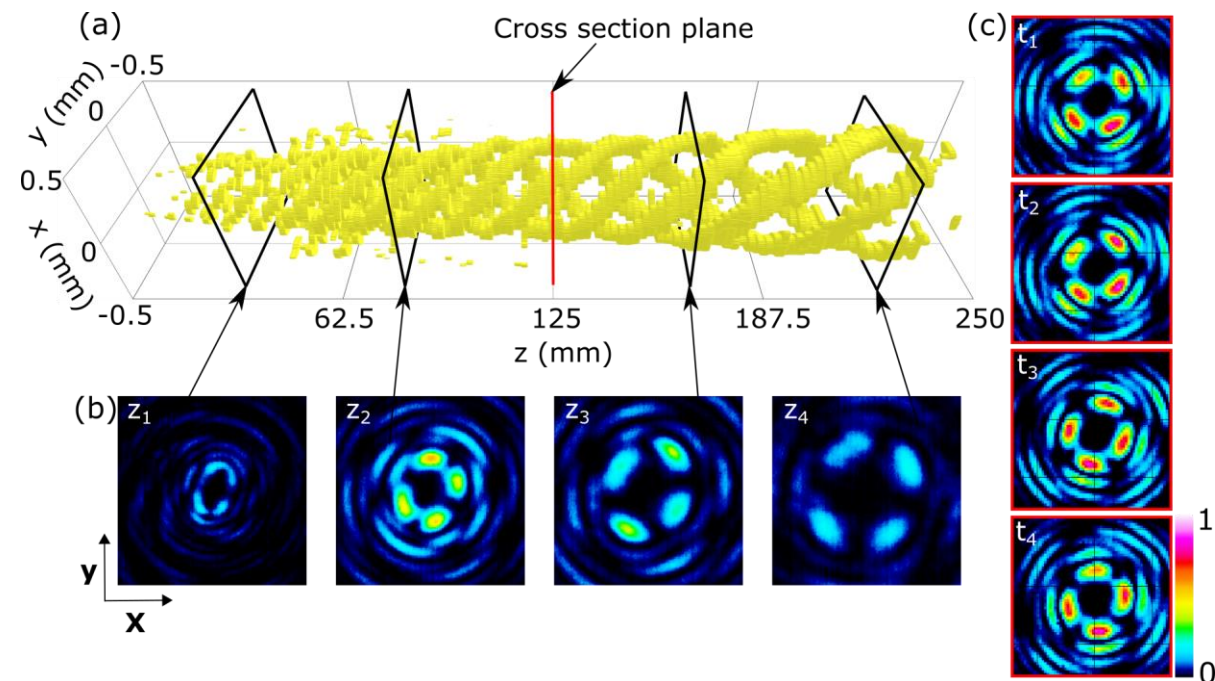 (a)
Cross section plane
(c)
-0.5
y (mm)
0
0.5
x (mm)
0
-0.5
62.5
125
187.5
250
z (mm)
(b)
z1
z2
z3
z4
y
x
t1
t2
t3
t4
1
0